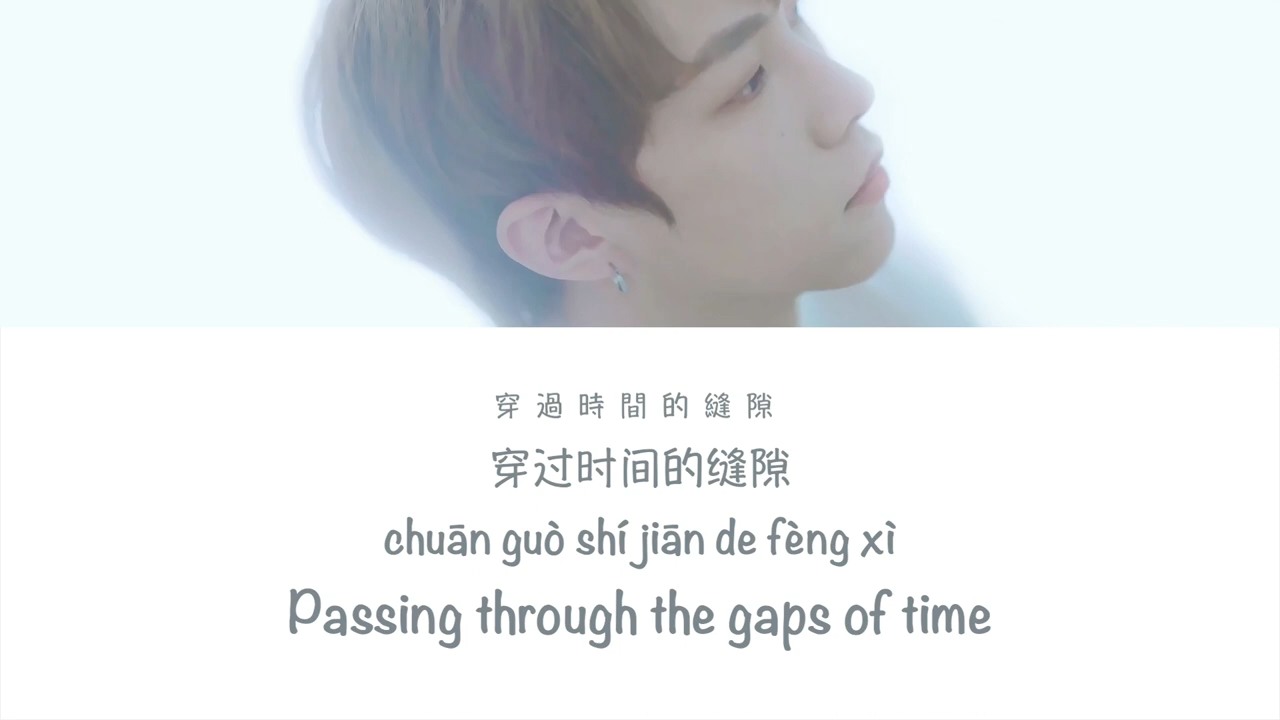 穿過時間的縫隙
穿过时间的缝隙
chuān guò shí jiān de fèng xì
Passing through the gaps of time